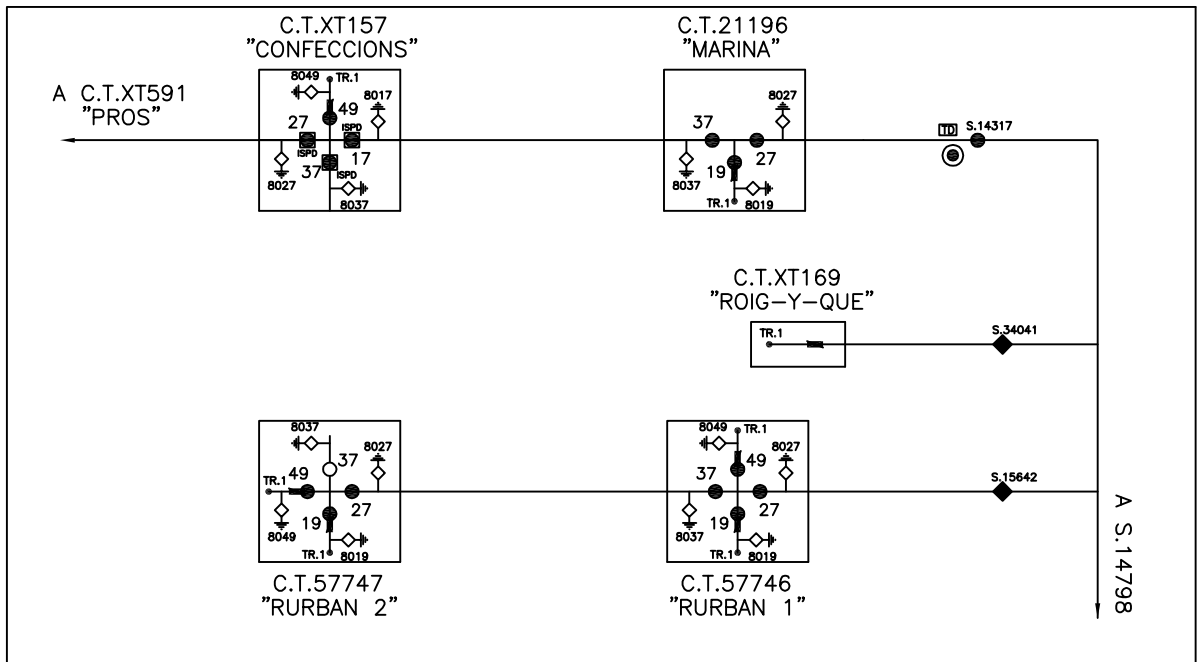 C.T.XT157
"CONFECCIONS"
C.T.21196
"MARINA"
A C.T.XT591
"PROS"
8049
TR.1
8017
49
27
ISPD
ISPD
17
37
ISPD
8027
8037
8027
37
27
19
8037
TR.1
8019
TD
S.14317
C.T.XT169
"ROIG-Y-QUE"
TR.1
S.34041
8037
8027
37
TR.1
49
27
19
8049
TR.1
8019
C.T.57747
"RURBAN 2"
8049
TR.1
8027
49
37
27
19
8037
TR.1
8019
C.T.57746
"RURBAN 1"
S.15642
A S.14798